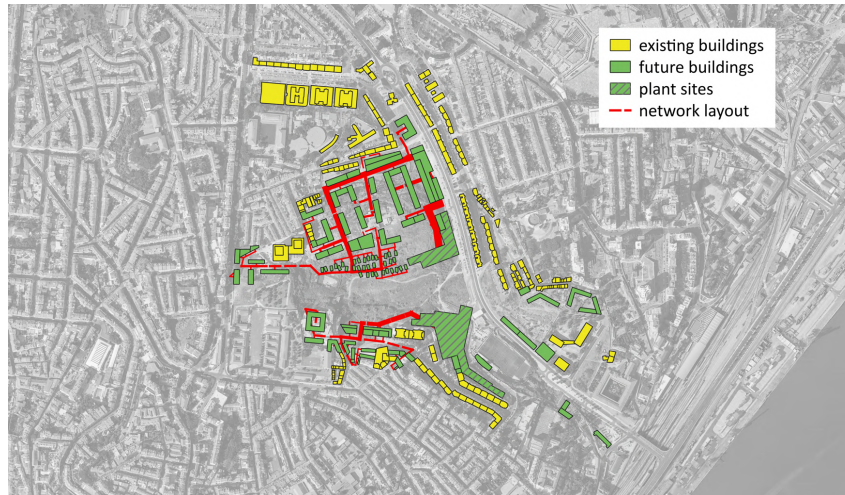 existing buildings
future buildings
plant sites
network layout